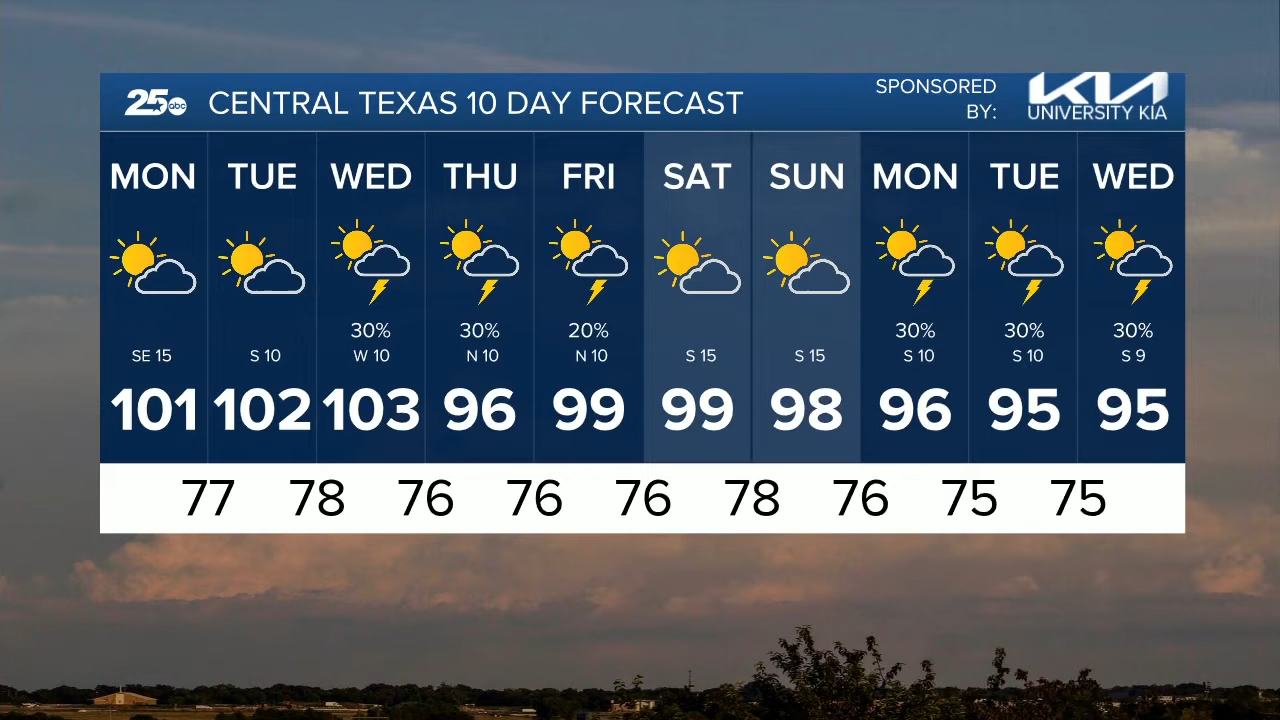 25 abc CENTRAL TEXAS 10 DAY FORECAST
SPONSORED BY:
KIA
UNIVERSITY KIA
MON TUE WED THU FRI SAT SUN MON TUE WED
30% 30% 20% 30% 30% 30%
SE 15 S 10 W 10 N 10 N 10 S 15 S 15 S 10 S 10 S 9
101 102 103 96 99 99 98 96 95 95
77 78 76 76 76 78 76 75 75